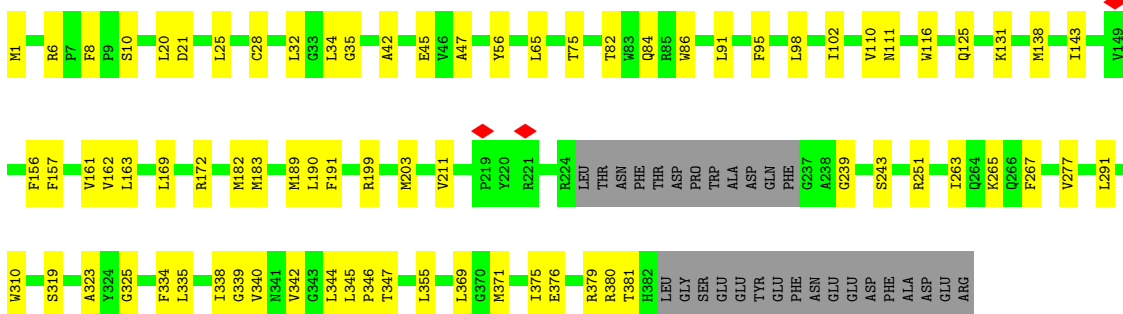 M1 R6 P7 F8 P9 S10 L20 D21 L25 C28 L32 G33 L34 G35 A42 E45 V46 A47 Y56 L65 T75 T82 W83 Q84 R85 W86 L91 F95 L98 I102 V110 N111 W116 Q125 K131 M138 I143 V149
F156 F157 V161 V162 L163 L169 R172 M182 M183 M189 L190 F191 R199 M203 V211 P219 Y220 R221 R224 LEU THR ASN PHE THR ASP PRO TRP ALA ASP GLN PHE G237 A238 G239 S243 R251 I263 Q264 K265 Q266 F267 V277 L291
W310 S319 A323 Y324 G325 F334 L335 I338 G339 V340 N341 V342 G343 L344 L345 P346 T347 L355 L369 G370 M371 I375 E376 R379 R380 T381 H382 LEU GLY SER GLU GLU TYR GLU PHE ASN GLU GLU ASP PHE ALA ASP GLU ARG